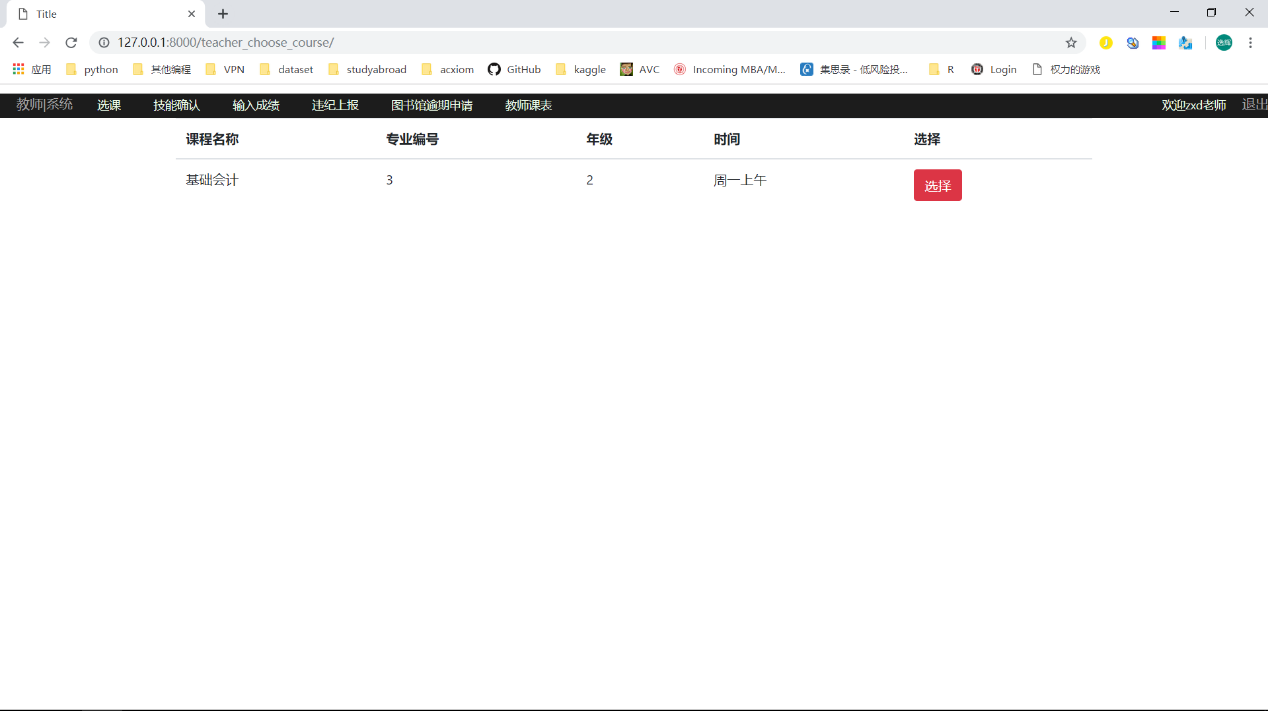 Title
127.0.0.1:8000/teacher_choose_course/
应用 python 其他编程 VPN dataset studyabroad acxiom GitHub kaggle AVC Incoming MBA/M... 集思录 - 低风险投... R Login 权力的游戏
教师|系统 选课 技能确认 输入成绩 违纪上报 图书馆逾期申请 教师课表 欢迎zxd老师 退出
课程名称 专业编号 年级 时间 选择
基础会计 3 2 周一上午 选择